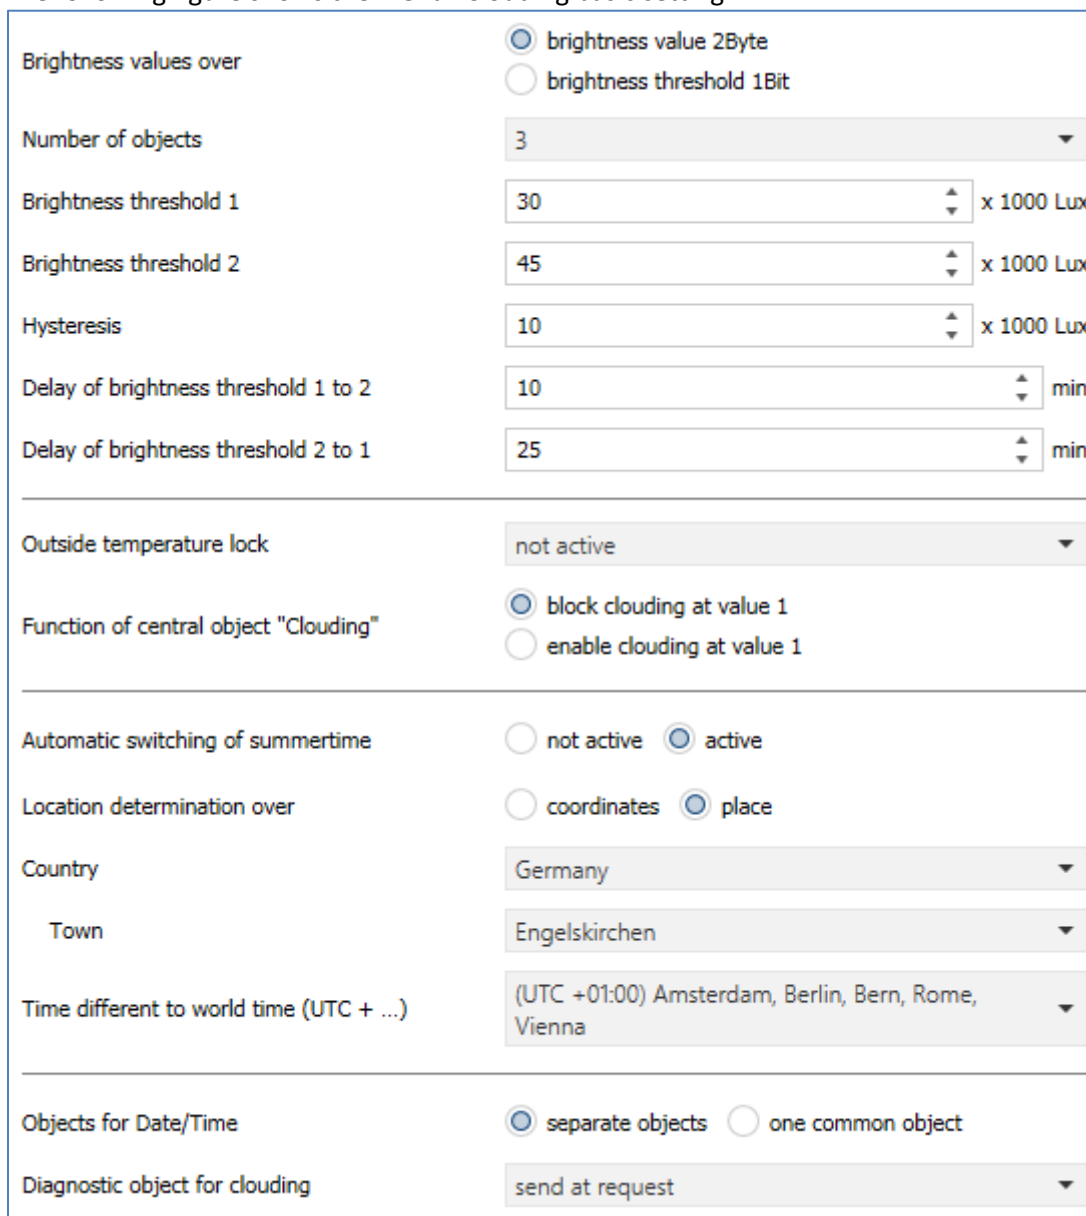 Brightness values over
brightness value 2Byte
brightness threshold 1Bit
Number of objects
3
Brightness threshold 1
30
x 1000 Lux
Brightness threshold 2
45
x 1000 Lux
Hysteresis
10
x 1000 Lux
Delay of brightness threshold 1 to 2
10
min
Delay of brightness threshold 2 to 1
25
min
Outside temperature lock
not active
Function of central object "Clouding"
block clouding at value 1
enable clouding at value 1
Automatic switching of summertime
not active
active
Location determination over
coordinates
place
Country
Germany
Town
Engelskirchen
Time different to world time (UTC + ...)
(UTC +01:00) Amsterdam, Berlin, Bern, Rome,
Vienna
Objects for Date/Time
separate objects
one common object
Diagnostic object for clouding
send at request